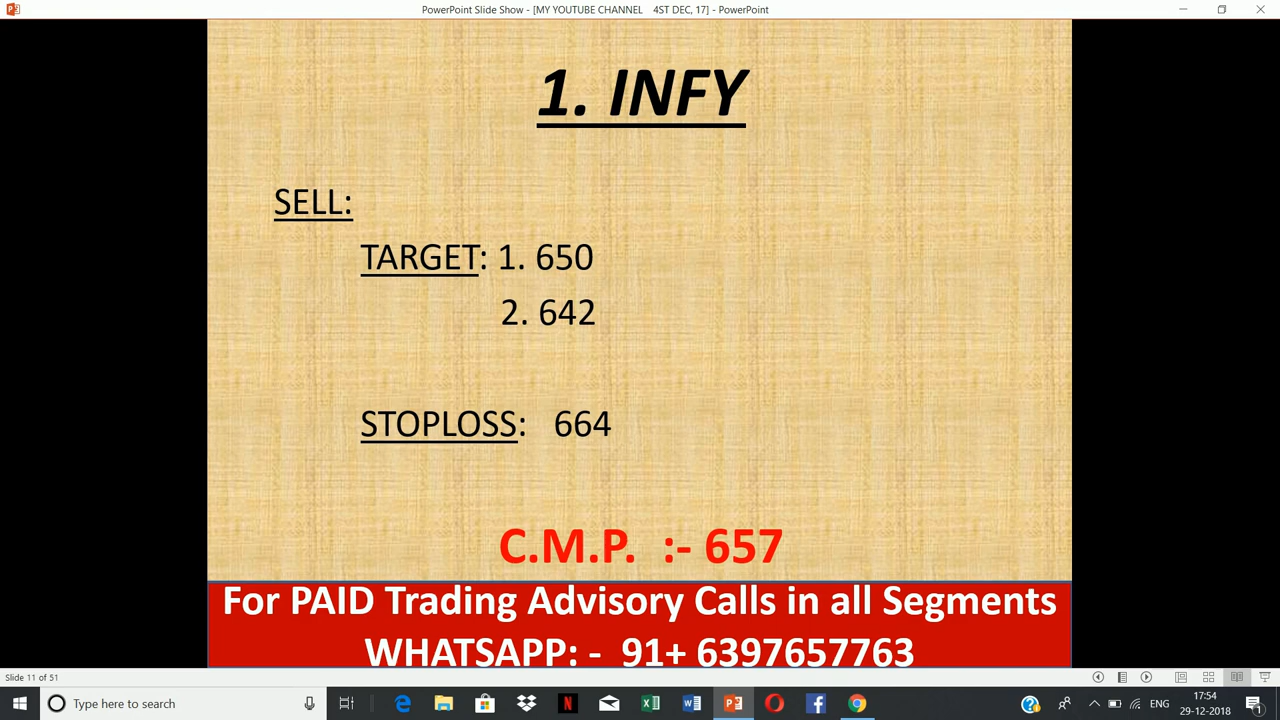 PowerPoint Slide Show - [MY YOUTUBE CHANNEL    4ST DEC, 17] - PowerPoint
1. INFY
SELL:
TARGET: 1. 650
2. 642
STOPLOSS:   664
C.M.P.  :- 657
For PAID Trading Advisory Calls in all Segments
WHATSAPP: -  91+ 6397657763
Slide 11 of 51
Type here to search
ENG
17:54
29-12-2018